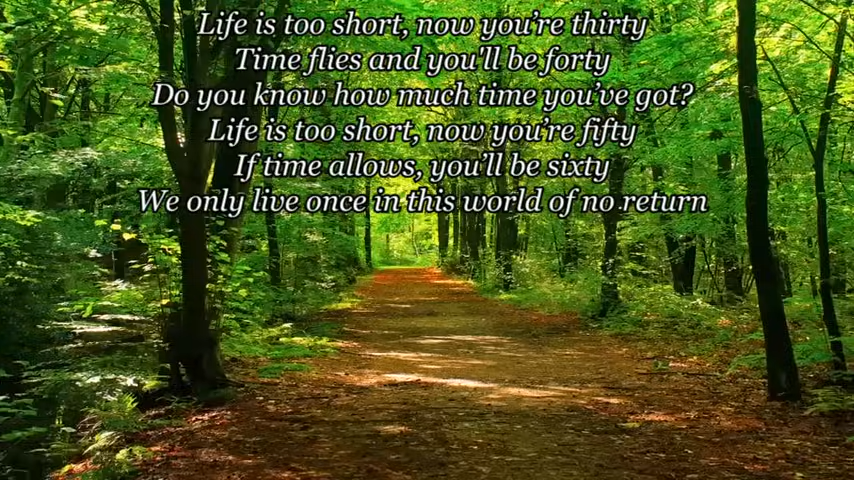 Life is too short, now you’re thirty
Time flies and you'll be forty
Do you know how much time you’ve got?
Life is too short, now you’re fifty
If time allows, you’ll be sixty
We only live once in this world of no return